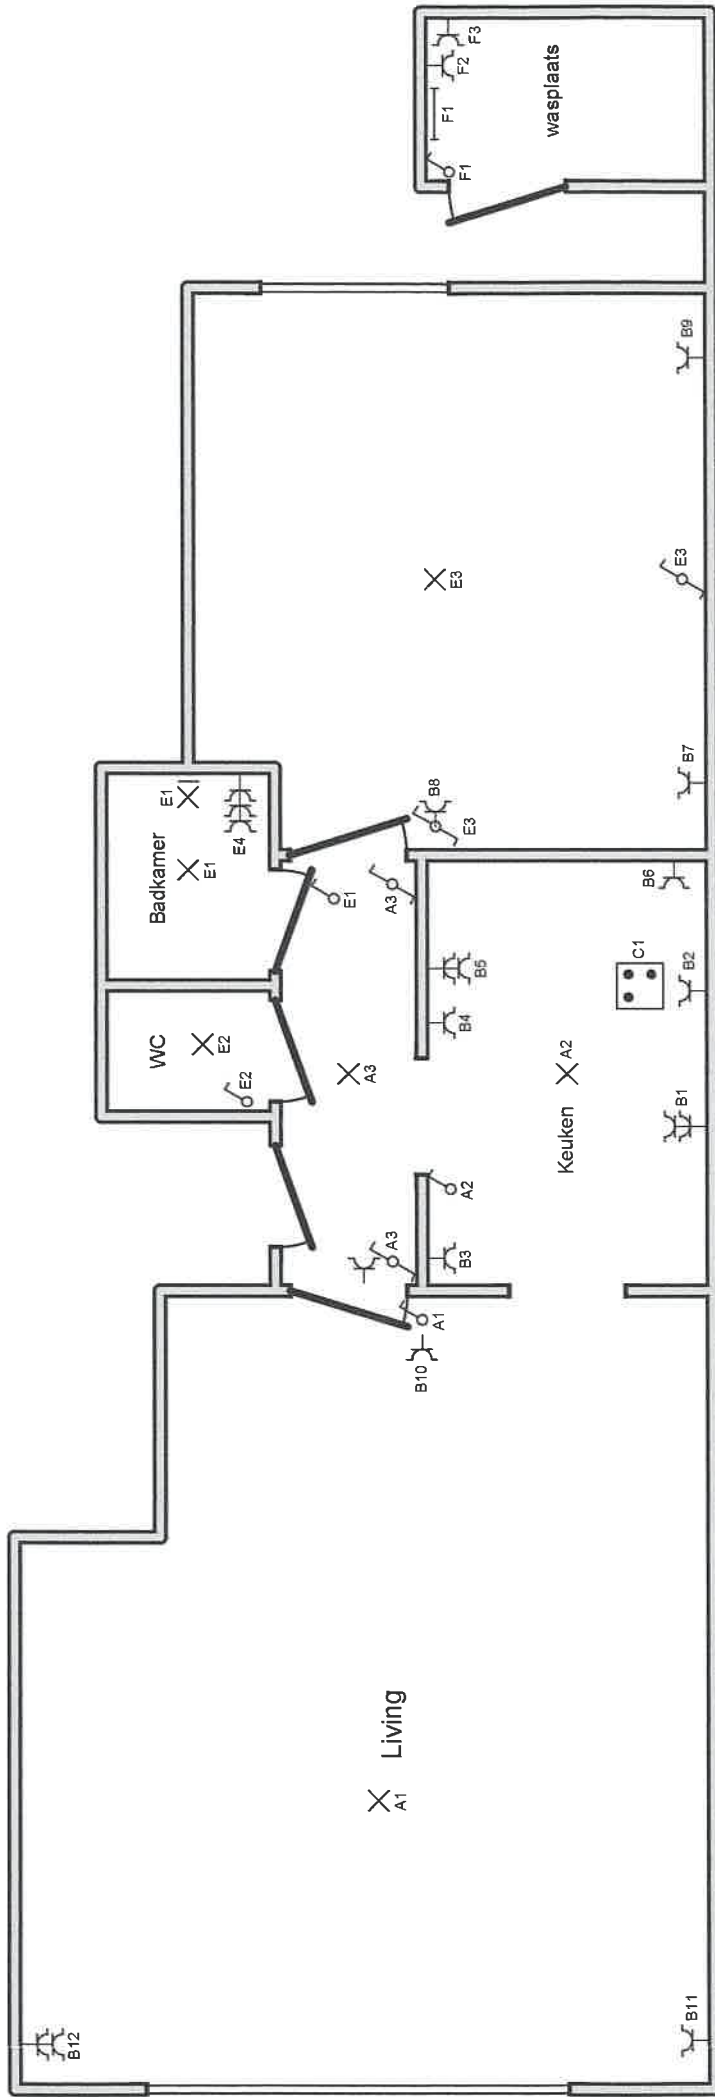 B12
WC
Badkamer
E1
E2
E1
E2
E4
E1
A3
Living
A1
A3
A3
B10
A1
B8
F1
B3
A2
B4
B5
E3
E3
F1
F2
F3
wasplaats
Keuken
A2
C1
B6
B11
B1
B2
B7
E3
B9